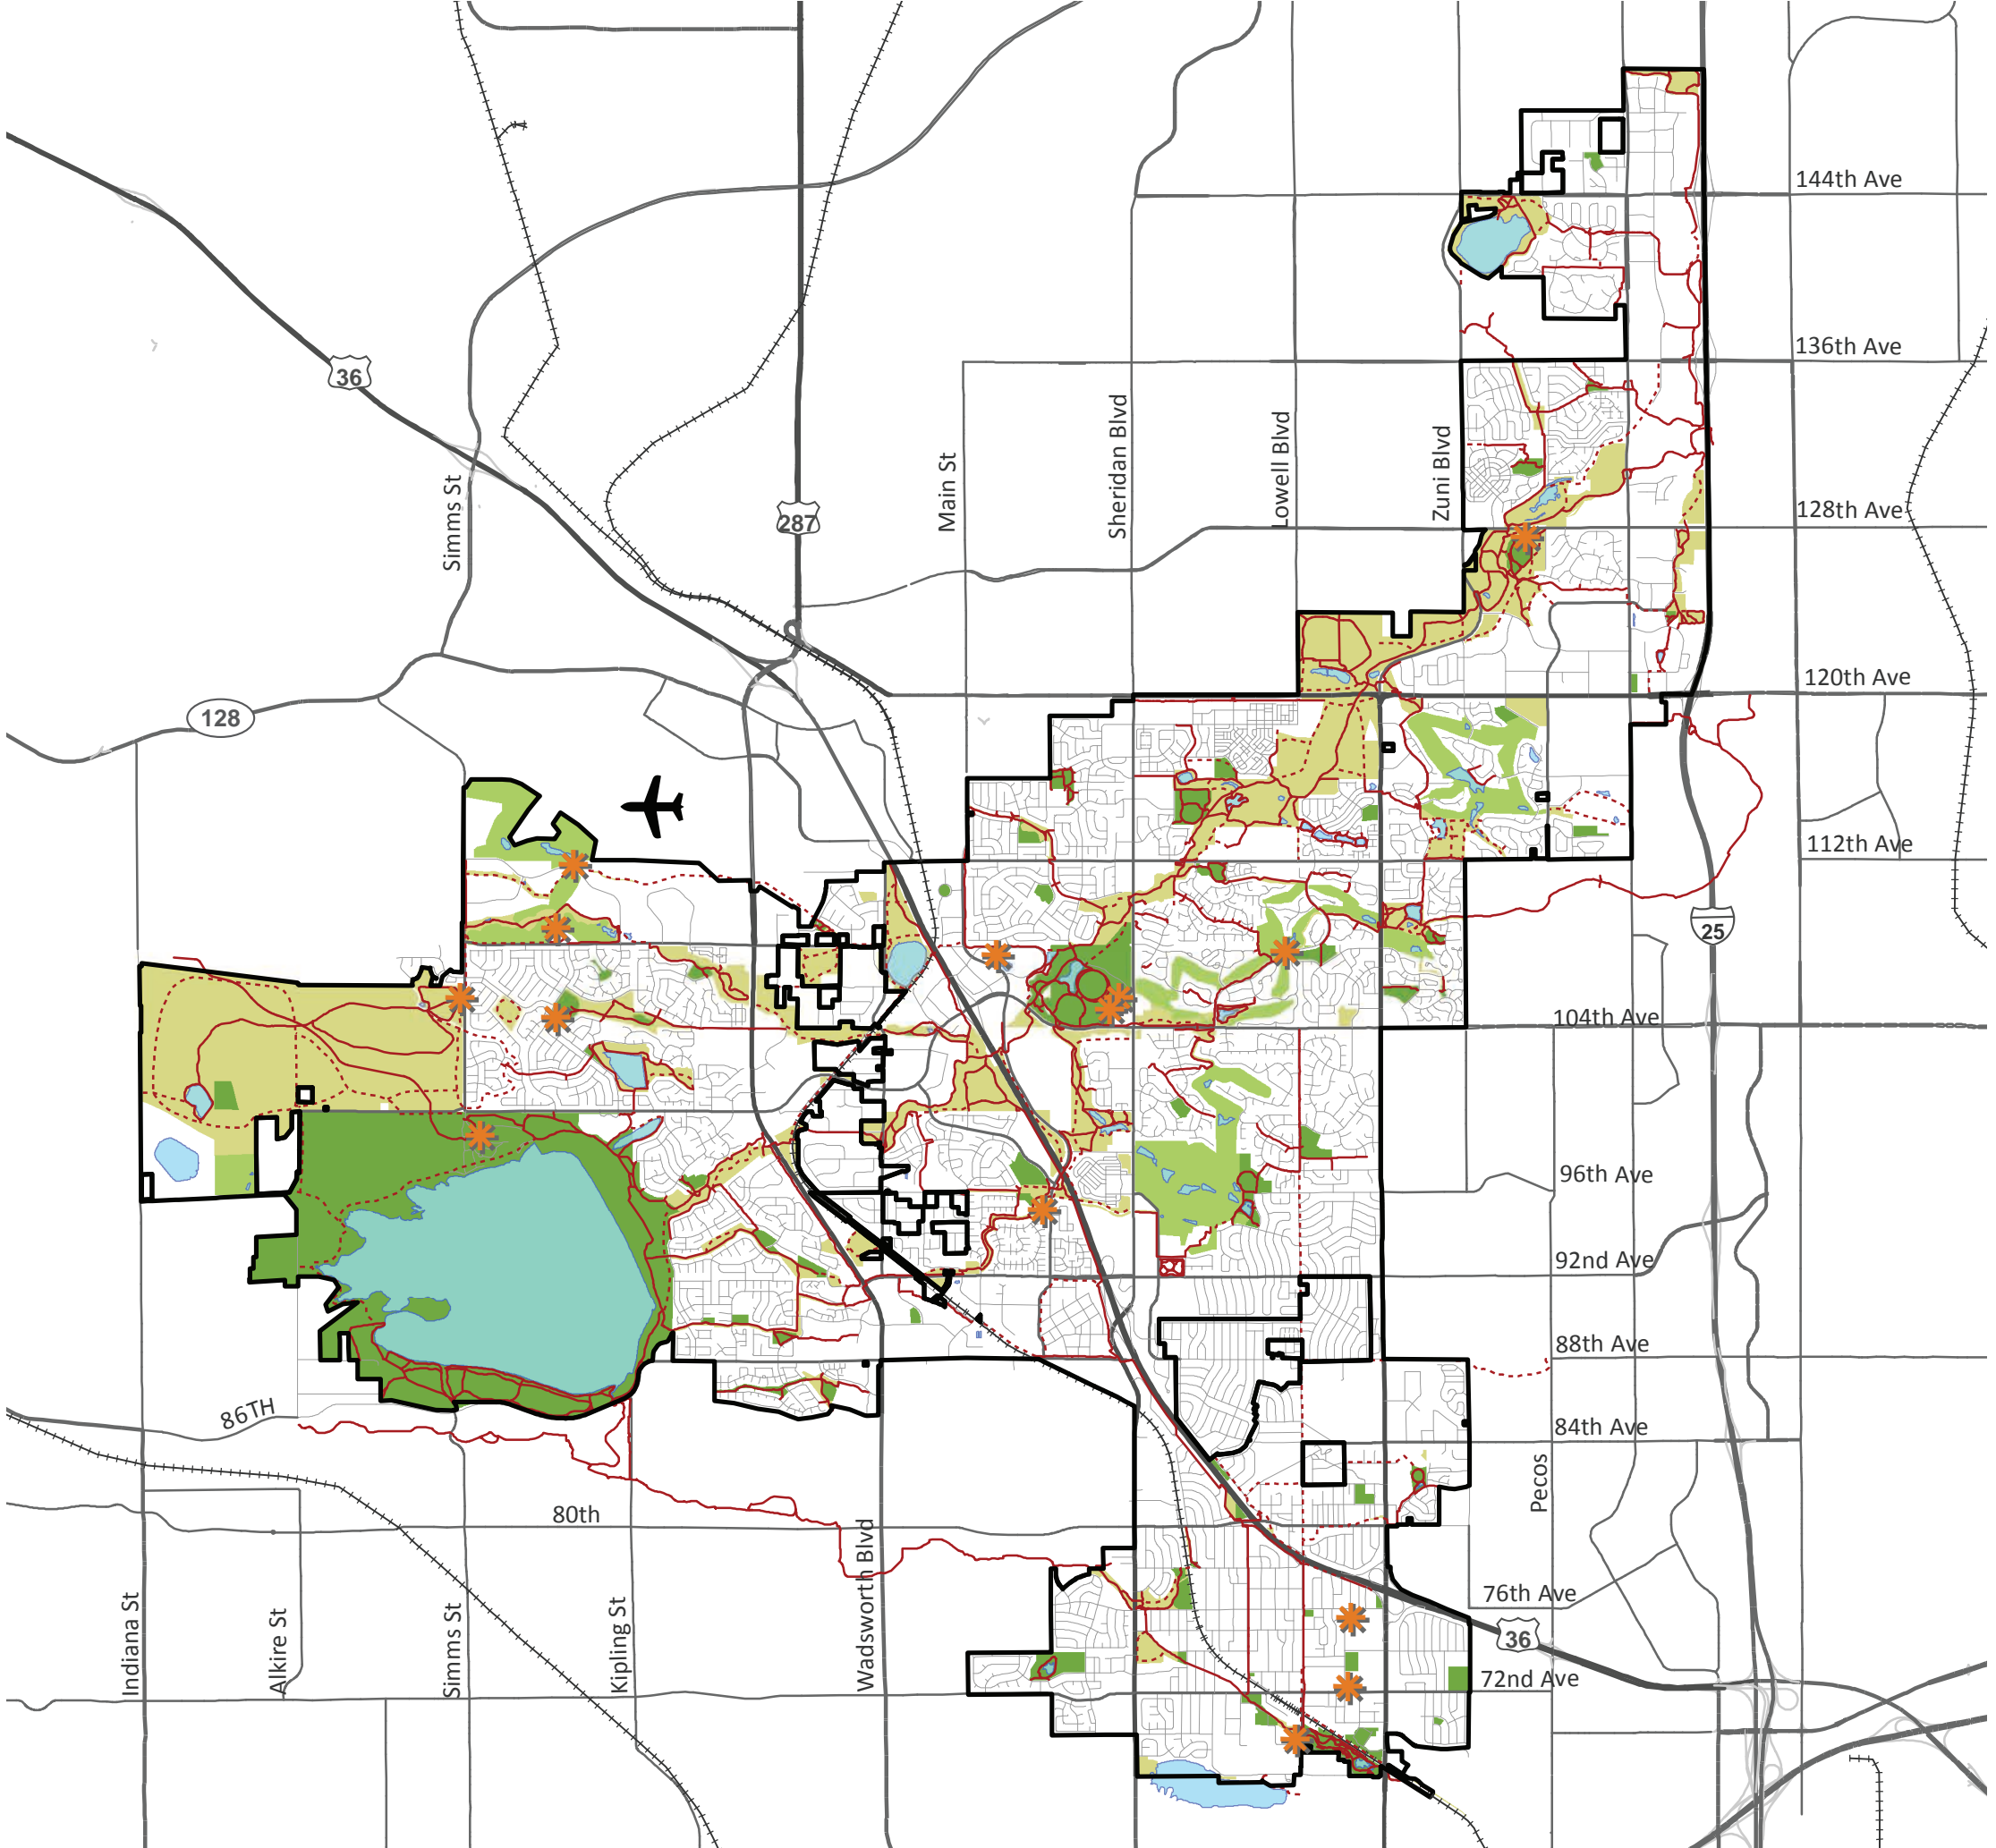 144th Ave
136th Ave
36
Sheridan Blvd
Lowell Blvd
Zuni Blvd
Main St
Simms St
287
128th Ave
120th Ave
128
112th Ave
25
104th Ave
96th Ave
92nd Ave
88th Ave
86TH
84th Ave
Pecos
80th
Wadsworth Blvd
76th Ave
Indiana St
Alkire St
Simms St
Kipling St
36
72nd Ave